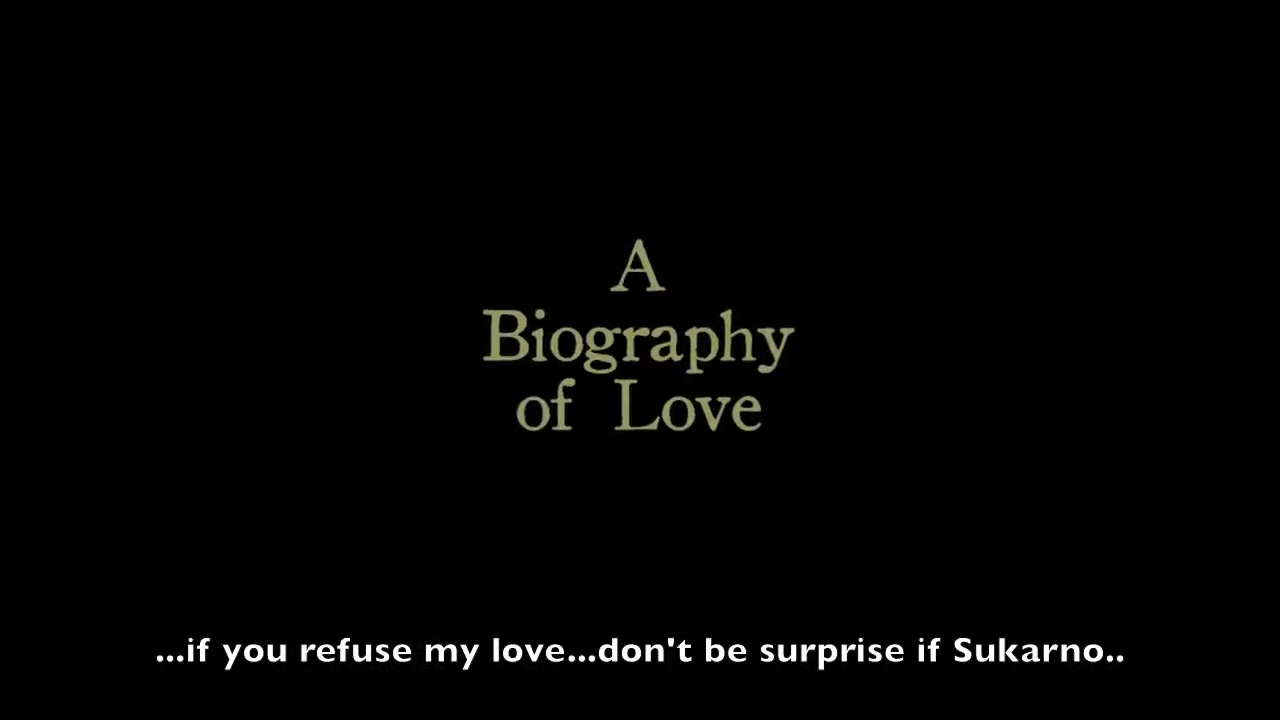 A
Biography
of Love
...if you refuse my love...don't be surprise if Sukarno..